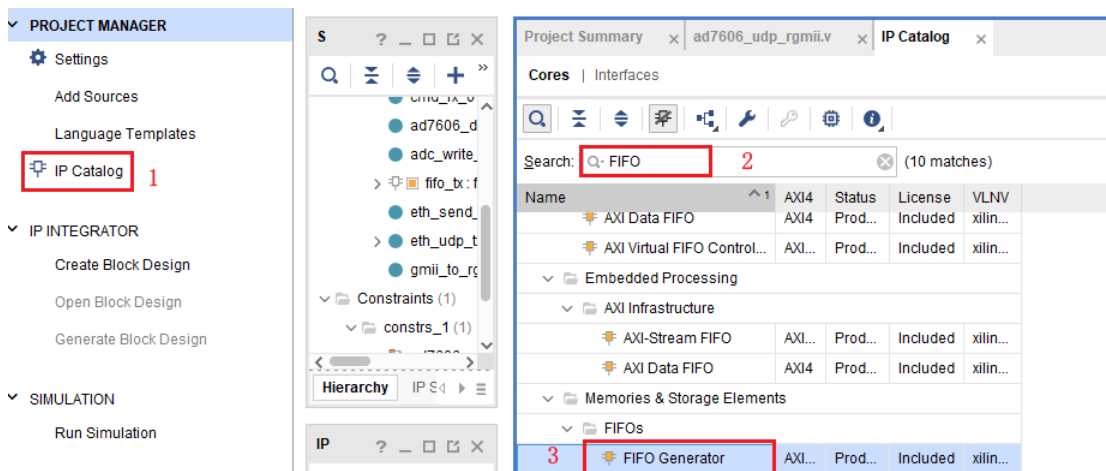 PROJECT MANAGER
Settings
Add Sources
Language Templates
IP Catalog
1
IP INTEGRATOR
Create Block Design
Open Block Design
Generate Block Design
SIMULATION
Run Simulation
S
ad7606_d
adc_write_
fifo_tx : f
eth_send_
eth_udp_t
gmii_to_rg
Constraints (1)
constrs_1 (1)
Hierarchy IP S
IP
Project Summary ad7606_udp_rgmii.v IP Catalog
Cores | Interfaces
Search: FIFO 2 (10 matches)
Name 1 AXI4 Status License VLNV
AXI Data FIFO AXI4 Prod... Included xilin...
AXI Virtual FIFO Control... AXI... Prod... Included xilin...
Embedded Processing
AXI Infrastructure
AXI-Stream FIFO AXI... Prod... Included xilin...
AXI Data FIFO AXI4 Prod... Included xilin...
Memories & Storage Elements
FIFOs
3 FIFO Generator AXI... Prod... Included xilin...